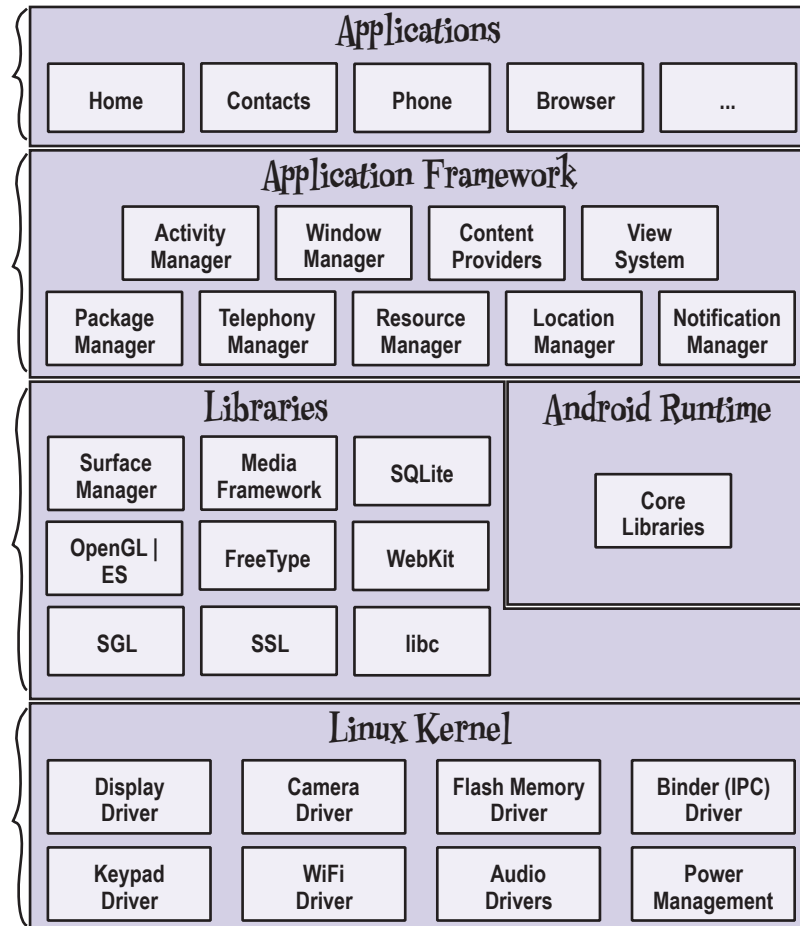 Applications
Home
Contacts
Phone
Browser
...
Application Framework
Activity
Manager
Window
Manager
Content
Providers
View
System
Package
Manager
Telephony
Manager
Resource
Manager
Location
Manager
Notification
Manager
Libraries
Surface
Manager
Media
Framework
SQLite
OpenGL |
ES
FreeType
WebKit
SGL
SSL
libc
Android Runtime
Core
Libraries
Linux Kernel
Display
Driver
Camera
Driver
Flash Memory
Driver
Binder (IPC)
Driver
Keypad
Driver
WiFi
Driver
Audio
Drivers
Power
Management